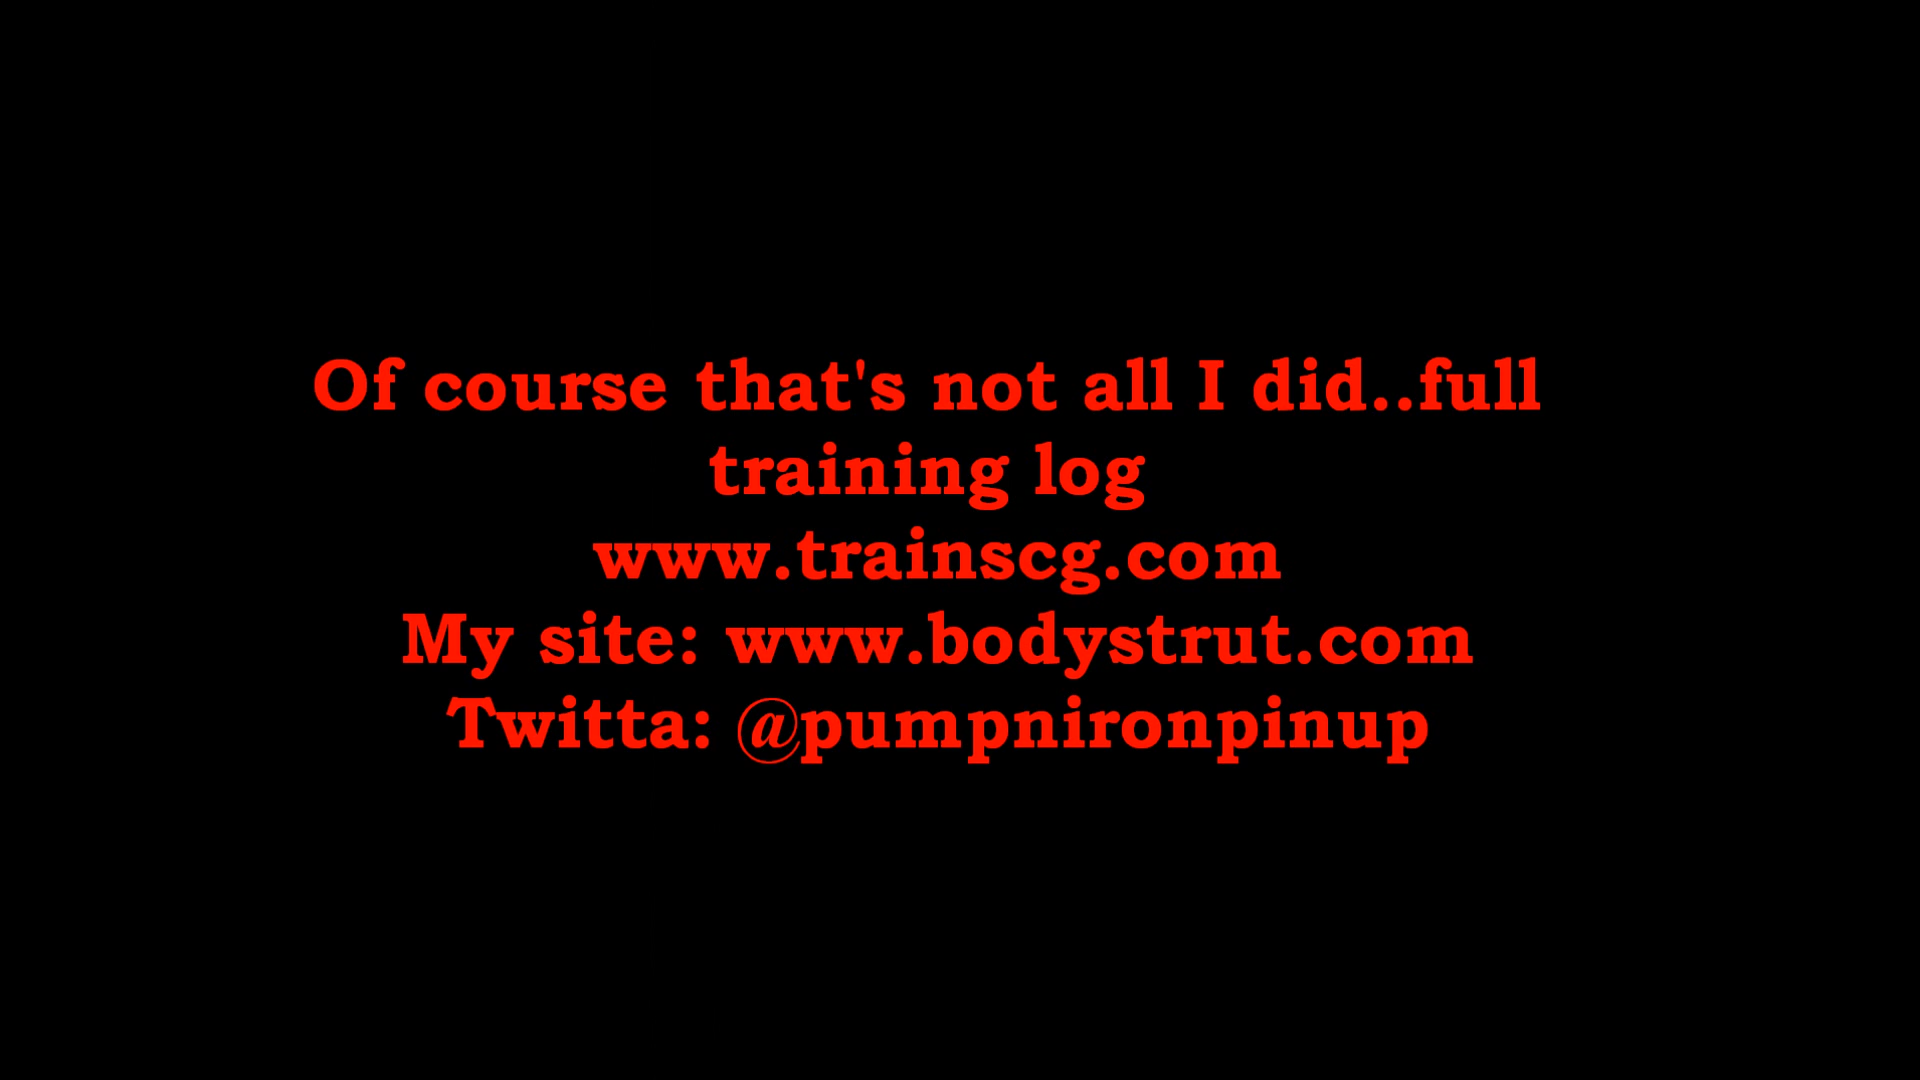 Of course that's not all I did..full
training log
www.trainscg.com
My site: www.bodystrut.com
Twitta: @pumpnironpinup